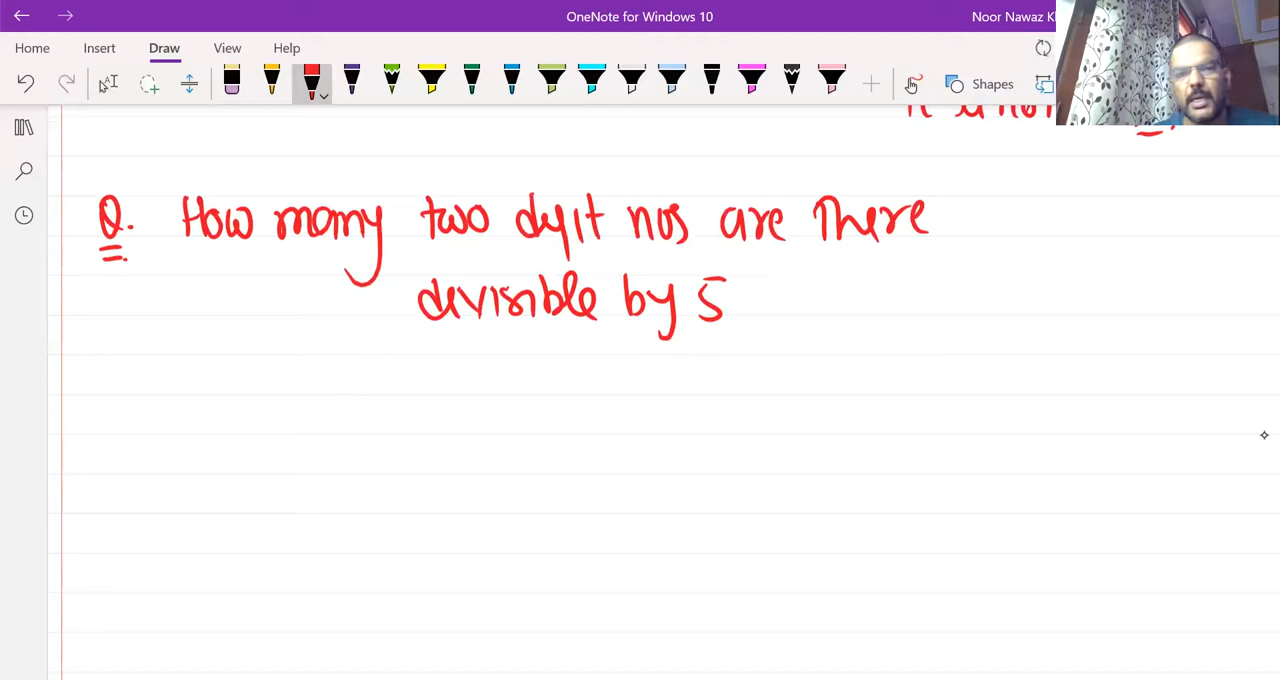 OneNote for Windows 10
Noor Nawaz Kh
Home Insert Draw View Help
Shapes
Q. How many two digit nos are there
divisible by 5